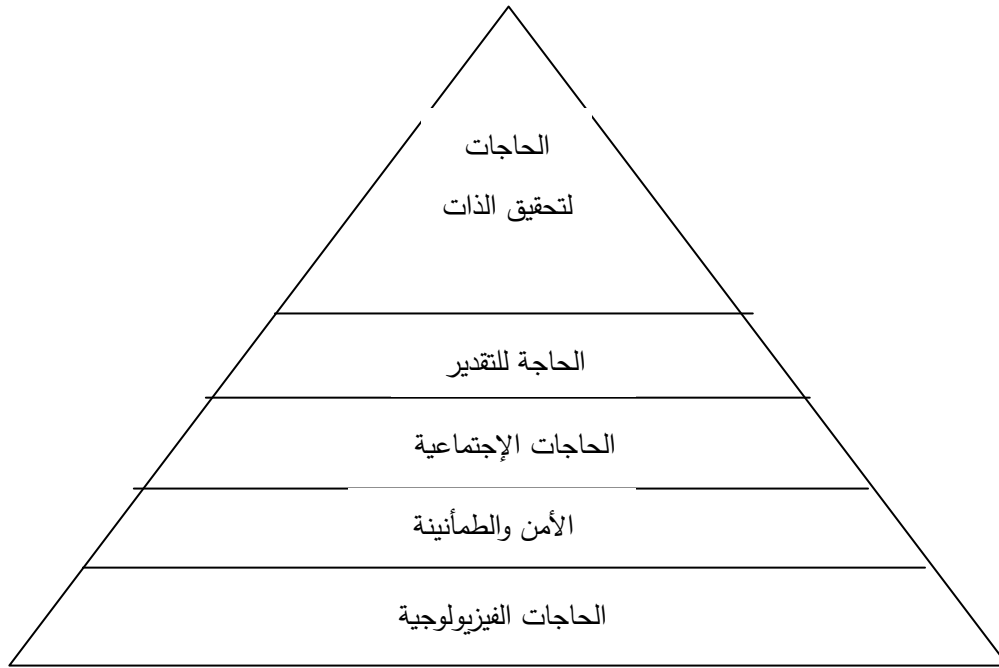 الحاجات
لتحقيق الذات
الحاجة للتقدير
الحاجات الإجتماعية
الأمن والطمأنينة
الحاجات الفيزيولوجية